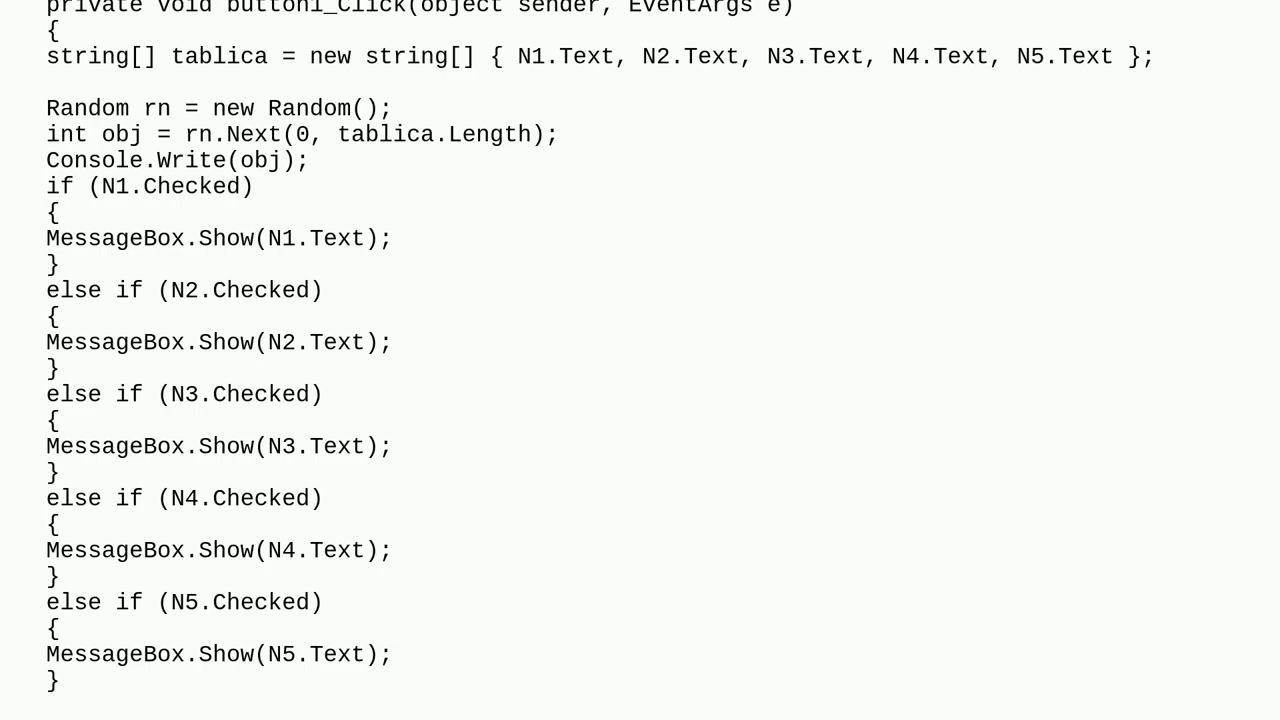 private void button1_Click(object sender, EventArgs e)
{
string[] tablica = new string[] { N1.Text, N2.Text, N3.Text, N4.Text, N5.Text };
Random rn = new Random();
int obj = rn.Next(0, tablica.Length);
Console.Write(obj);
if (N1.Checked)
{
MessageBox.Show(N1.Text);
}
else if (N2.Checked)
{
MessageBox.Show(N2.Text);
}
else if (N3.Checked)
{
MessageBox.Show(N3.Text);
}
else if (N4.Checked)
{
MessageBox.Show(N4.Text);
}
else if (N5.Checked)
{
MessageBox.Show(N5.Text);
}